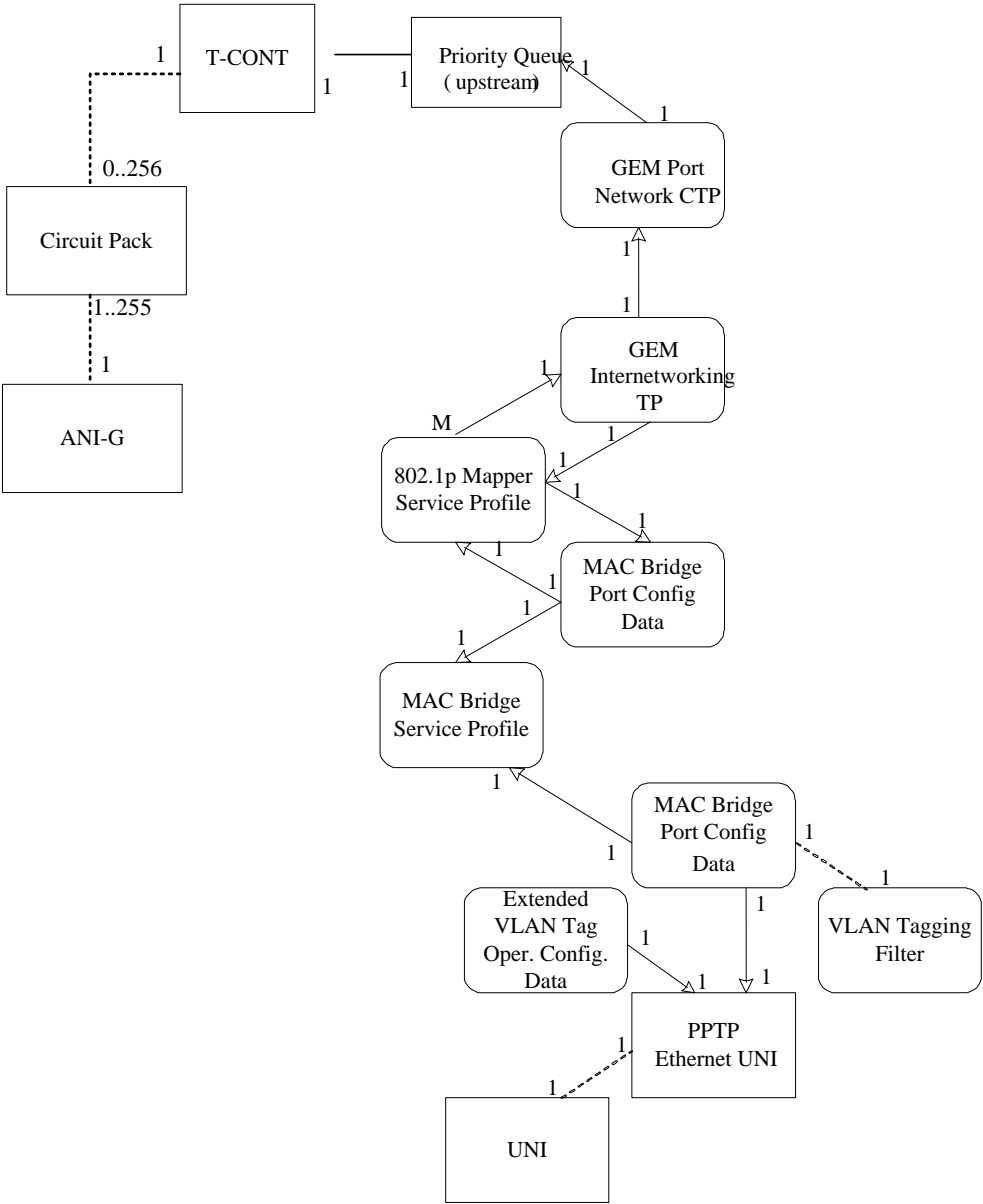 1
T-CONT
1
1
Priority Queue
( upstream)
1
1
0..256
GEM Port
Network CTP
Circuit Pack
1
1..255
1
1
GEM
Internetworking
TP
1
ANI-G
M
1
1
802.1p Mapper
Service Profile
1
1
1
MAC Bridge
Port Config
Data
1
1
1
MAC Bridge
Service Profile
1
MAC Bridge
Port Config
Data
1
1
1
Extended
VLAN Tag
Oper. Config.
Data
1
1
VLAN Tagging
Filter
1
1
PPTP
Ethernet UNI
1
1
UNI